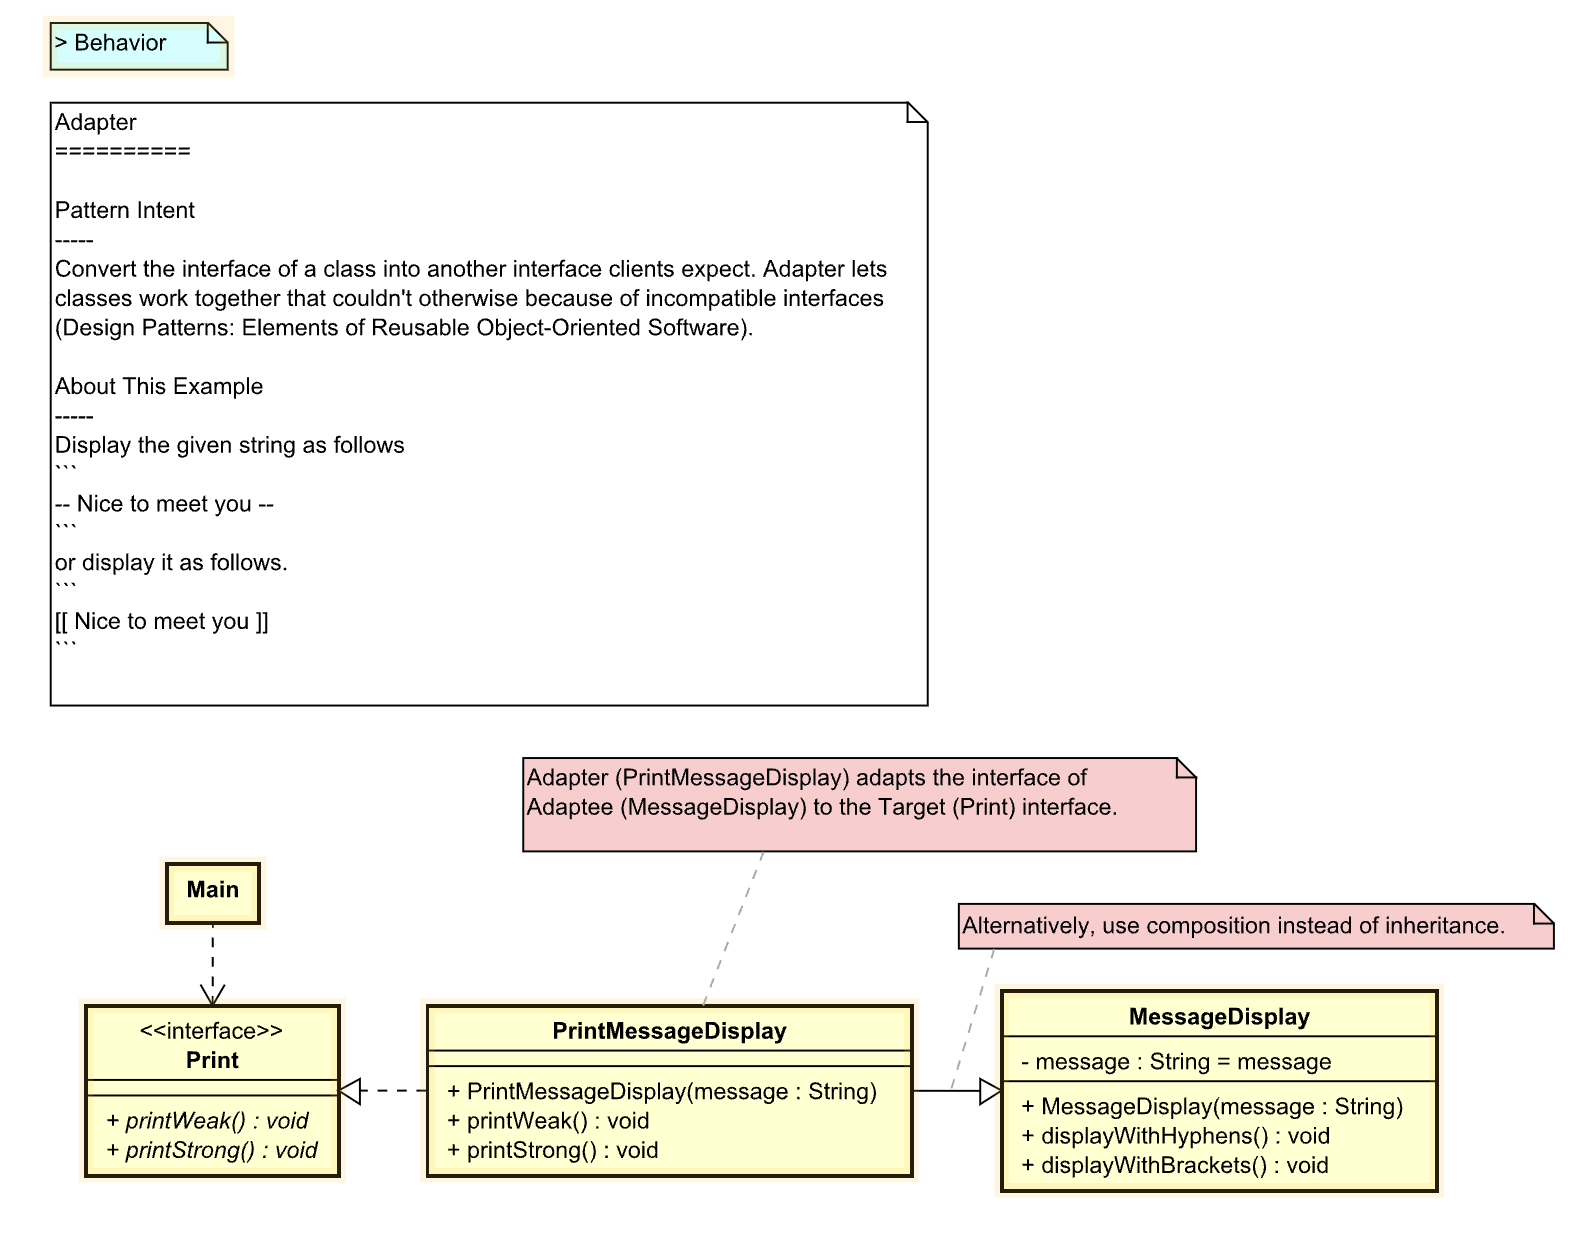 > Behavior
Adapter
==========
Pattern Intent
-----
Convert the interface of a class into another interface clients expect. Adapter lets
classes work together that couldn't otherwise because of incompatible interfaces
(Design Patterns: Elements of Reusable Object-Oriented Software).
About This Example
-----
Display the given string as follows
```
-- Nice to meet you --
```
or display it as follows.
```
[[ Nice to meet you ]]
```
Adapter (PrintMessageDisplay) adapts the interface of
Adaptee (MessageDisplay) to the Target (Print) interface.
Main
Alternatively, use composition instead of inheritance.
<<interface>>
Print
+ printWeak() : void
+ printStrong() : void
PrintMessageDisplay
+ PrintMessageDisplay(message : String)
+ printWeak() : void
+ printStrong() : void
MessageDisplay
- message : String = message
+ MessageDisplay(message : String)
+ displayWithHyphens() : void
+ displayWithBrackets() : void